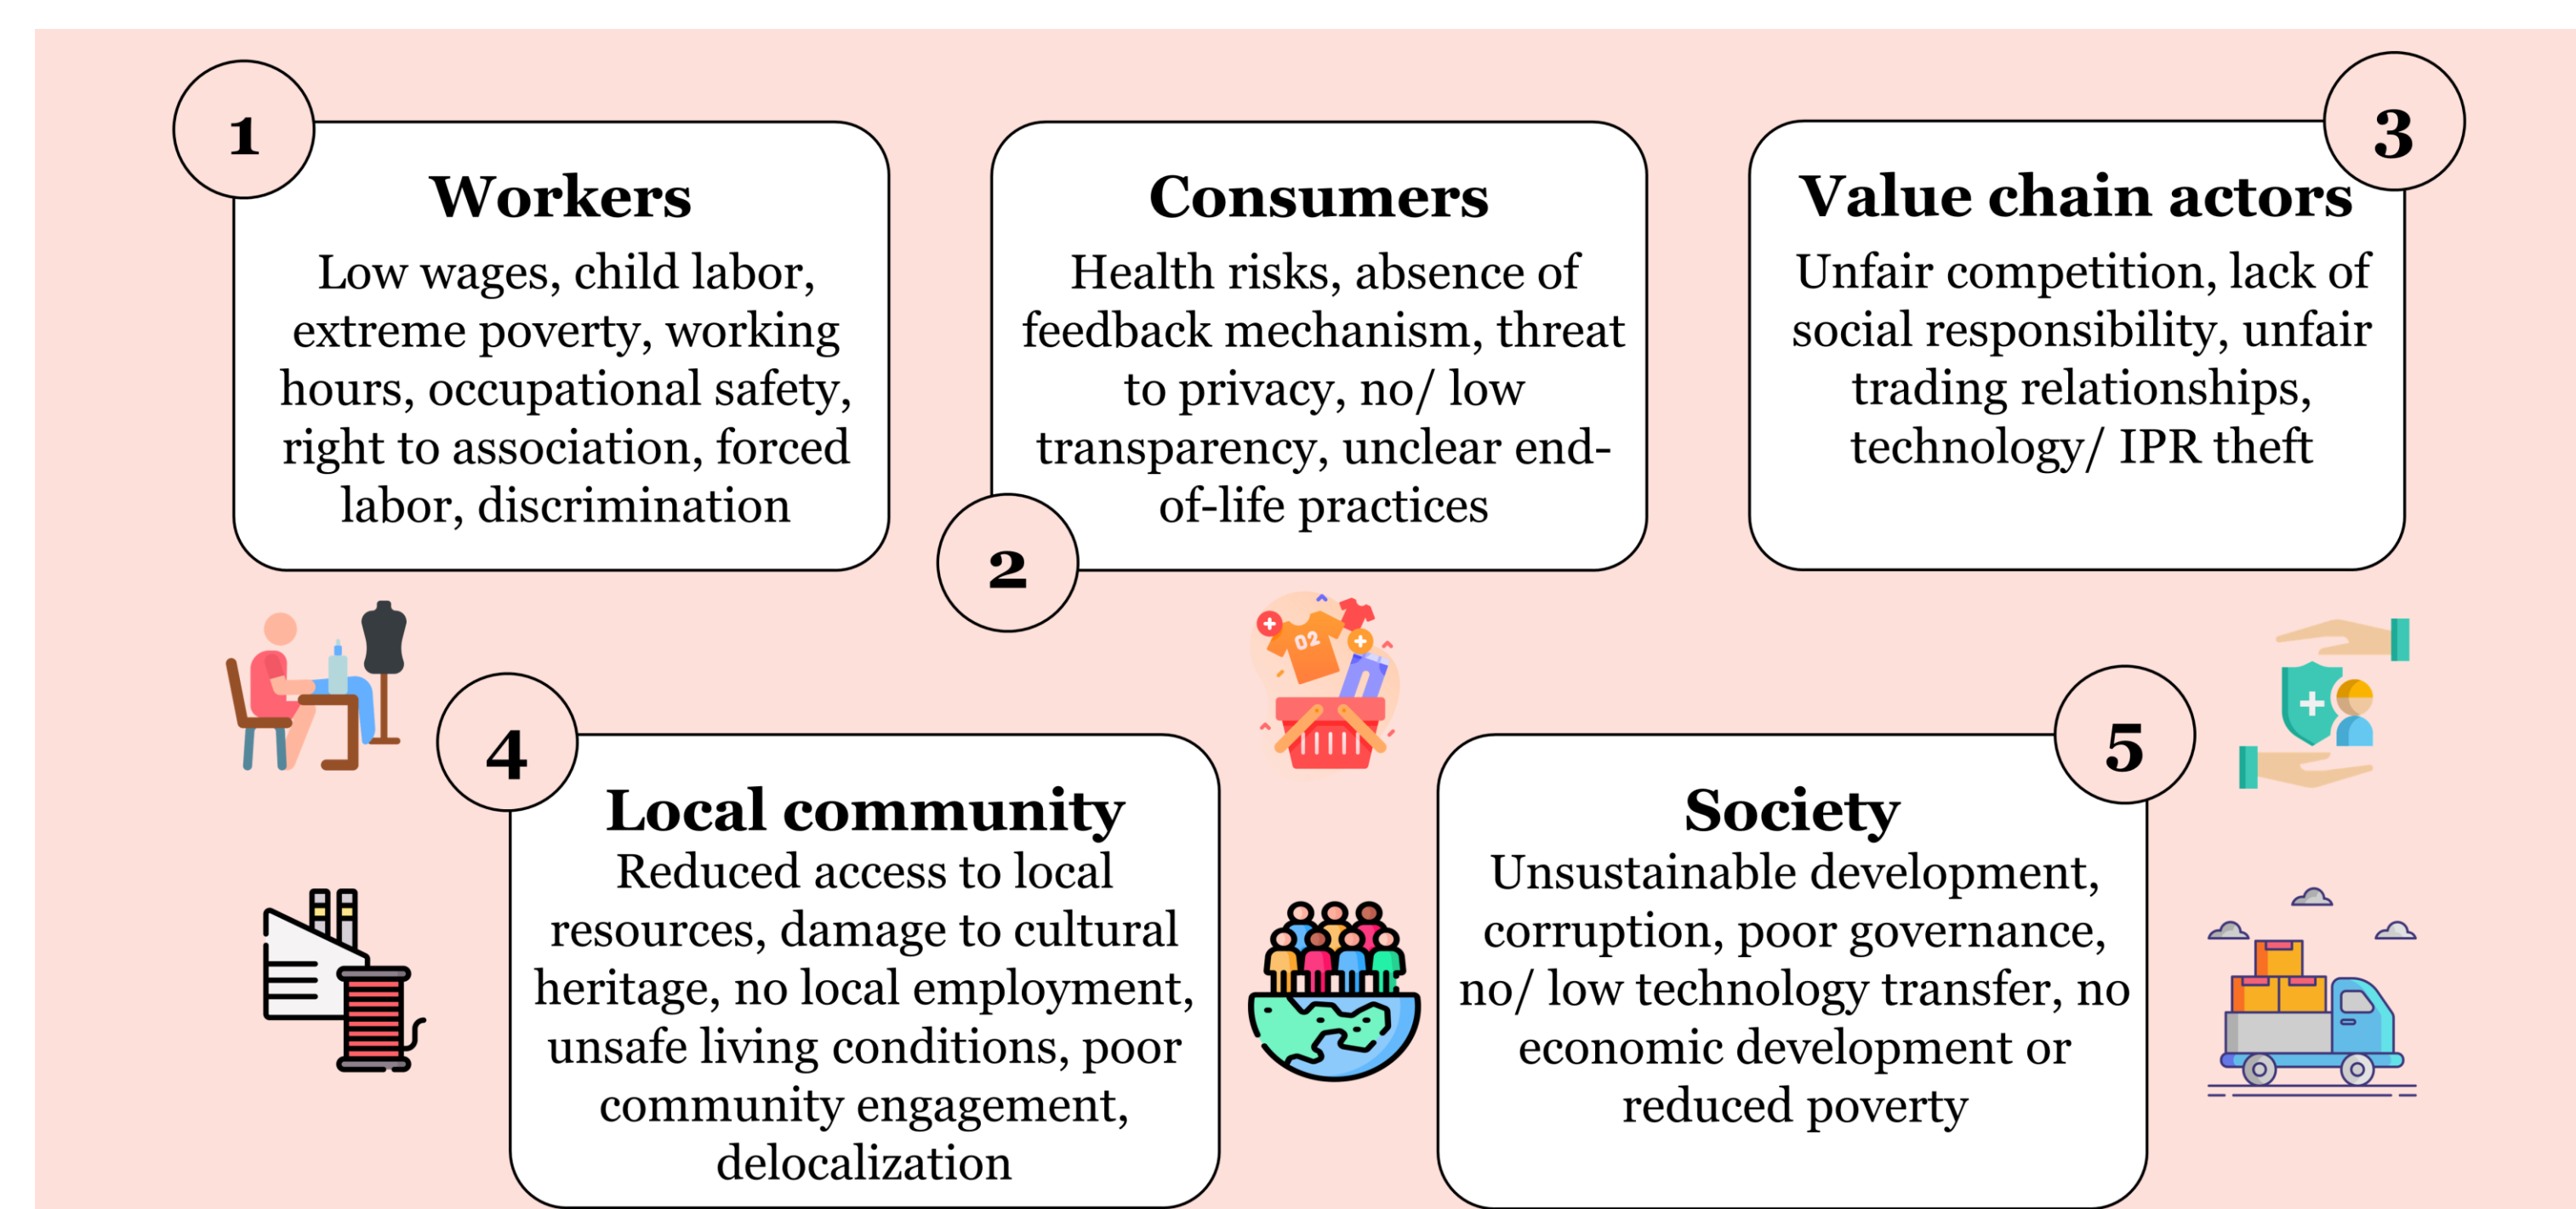 1
Workers
Low wages, child labor,
extreme poverty, working
hours, occupational safety,
right to association, forced
labor, discrimination
2
Consumers
Health risks, absence of
feedback mechanism, threat
to privacy, no/ low
transparency, unclear end-
of-life practices
3
Value chain actors
Unfair competition, lack of
social responsibility, unfair
trading relationships,
technology/ IPR theft
02
4
Local community
Reduced access to local
resources, damage to cultural
heritage, no local employment,
unsafe living conditions, poor
community engagement,
delocalization
5
Society
Unsustainable development,
corruption, poor governance,
no/ low technology transfer, no
economic development or
reduced poverty